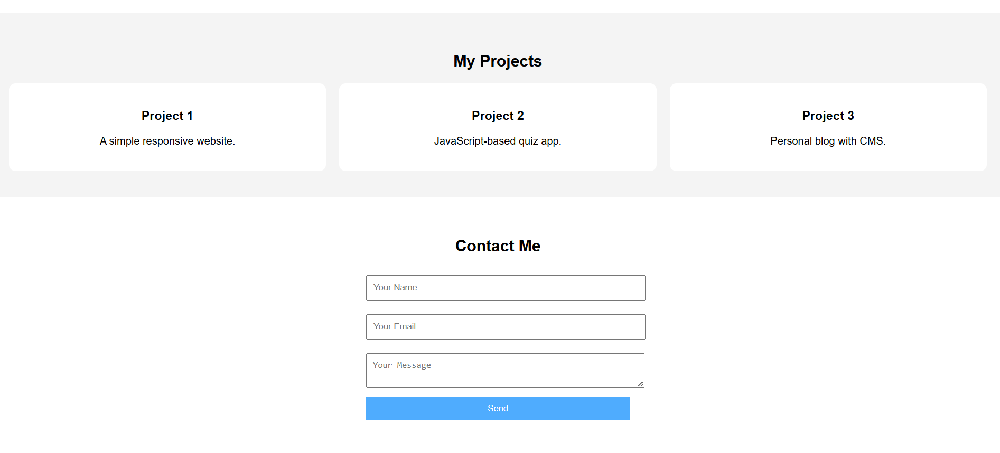 My Projects
Project 1
A simple responsive website.
Project 2
JavaScript-based quiz app.
Project 3
Personal blog with CMS.
Contact Me
Your Name
Your Email
Your Message
Send